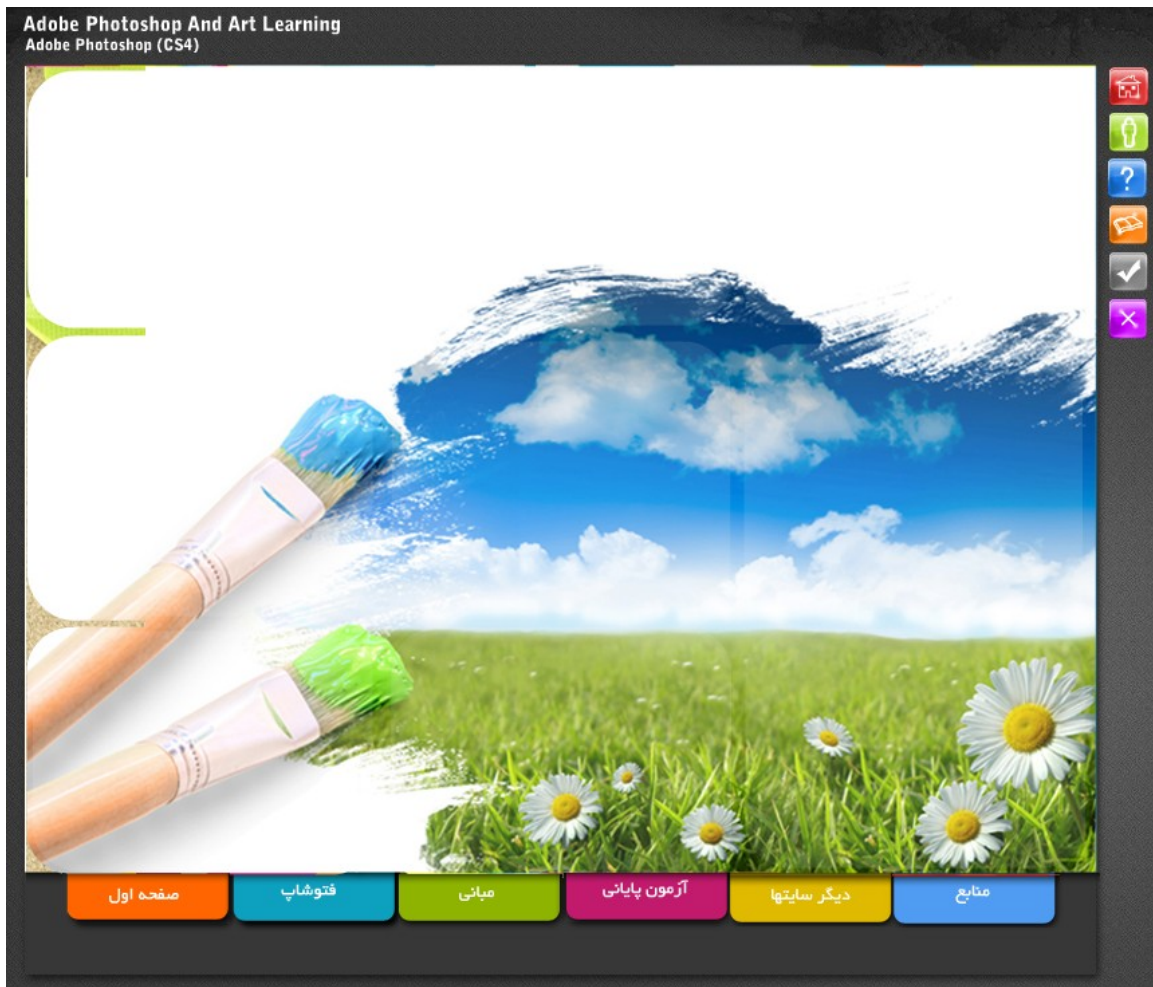 Adobe Photoshop And Art Learning
Adobe Photoshop (CS4)
?
منابع
دیگر سایتها
آزمون پایانی
مبانی
فتوشاپ
صفحه اول